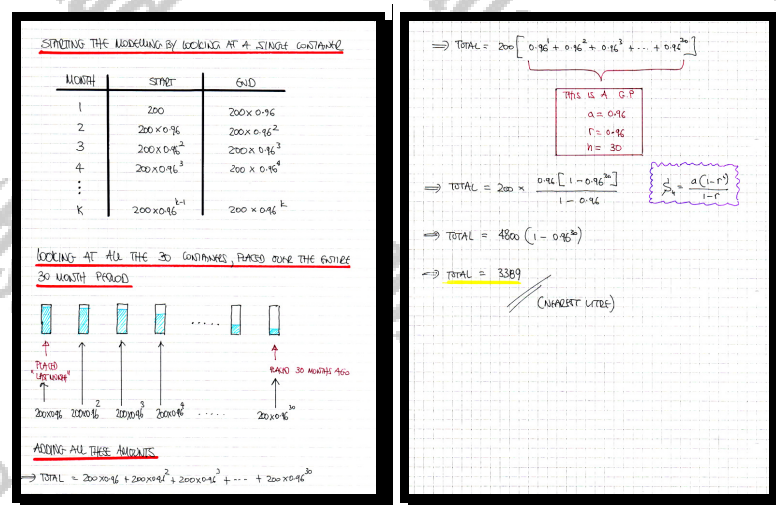 STARTING THE MODELLING BY LOOKING AT A SINGLE CONTAINER
MONTH START END
1 200 200×0.96
2 200×0.96 200×0.96²
3 200×0.96² 200×0.96³
4 200×0.96³ 200×0.96⁴
⋮
K 200×0.96ᵏ⁻¹ 200×0.96ᵏ
LOOKING AT ALL THE 30 CONTAINERS, PLACED OVER THE ENTIRE
30 MONTH PERIOD
.....
"PLACED
LAST MONTH"
PLACED 30 MONTHS AGO
200×0.96 200×0.96² 200×0.96³ 200×0.96⁴ ..... 200×0.96³⁰
ADDING ALL THESE AMOUNTS
⇒ TOTAL = 200×0.96 + 200×0.96² + 200×0.96³ + --- + 200×0.96³⁰
⇒ TOTAL = 200[0.96¹ + 0.96² + 0.96³ + ... + 0.96³⁰]
THIS IS A G.P
a = 0.96
r = 0.96
n = 30
⇒ TOTAL = 200 × 0.96[1 - 0.96³⁰] / 1 - 0.96
Sₙ = a(1-rⁿ) / 1-r
⇒ TOTAL = 4800(1 - 0.96³⁰)
⇒ TOTAL = 3389
(NEAREST LITRE)